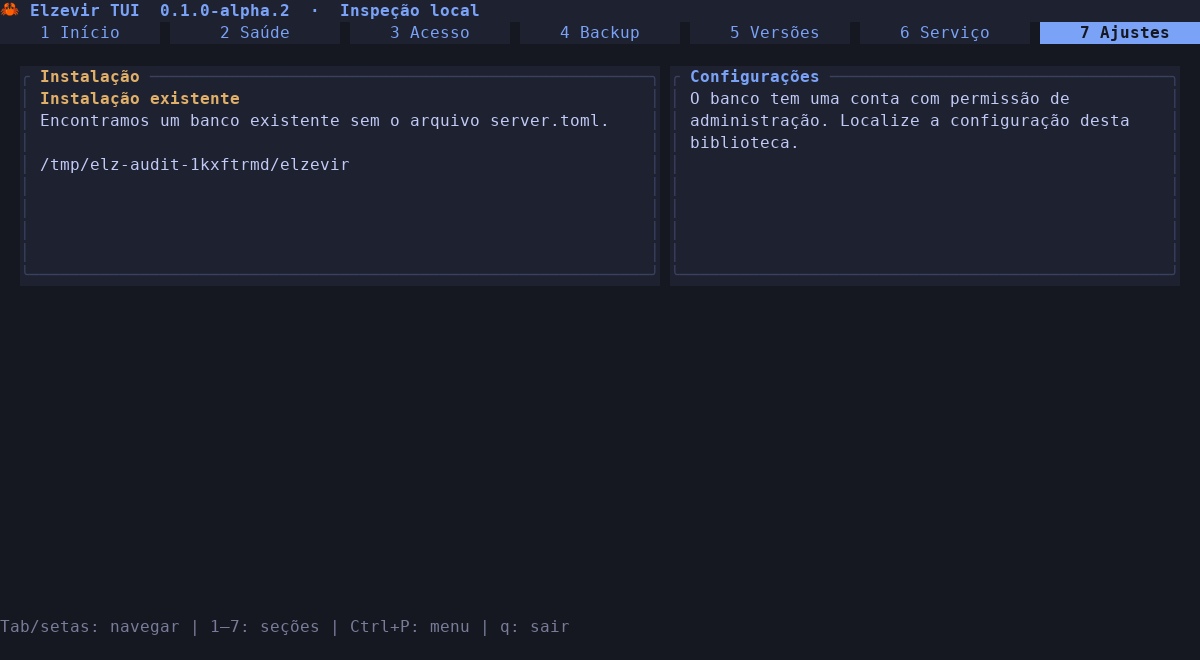 Elzevir TUI  0.1.0-alpha.2  ·  Inspeção local
1 Início  2 Saúde  3 Acesso  4 Backup  5 Versões  6 Serviço  7 Ajustes
Instalação
Instalação existente
Encontramos um banco existente sem o arquivo server.toml.
/tmp/elz-audit-1kxftrmd/elzevir
Configurações
O banco tem uma conta com permissão de
administração. Localize a configuração desta
biblioteca.
Tab/setas: navegar | 1–7: seções | Ctrl+P: menu | q: sair